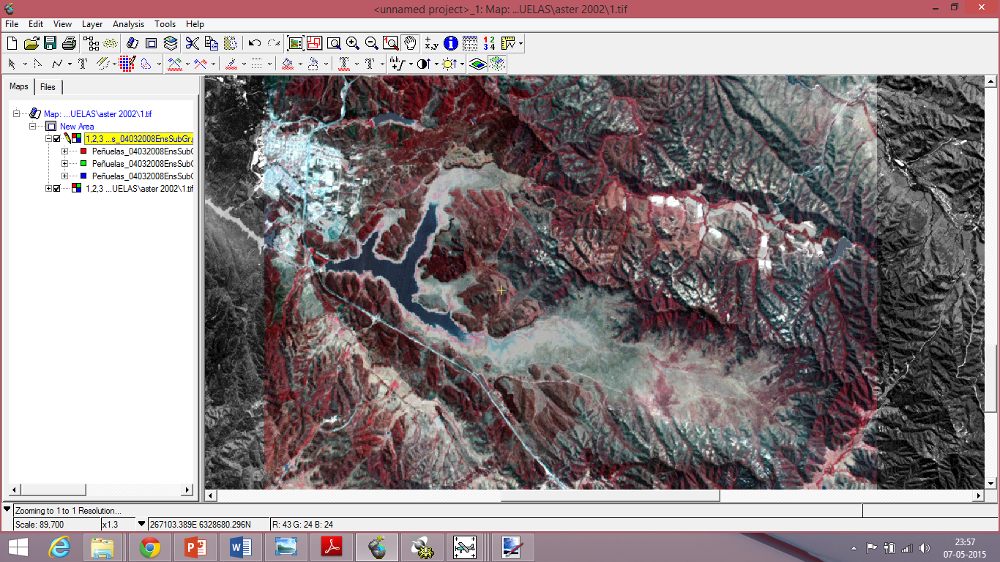 <unnamed project>_1: Map: ...UELAS\aster 2002\1.tif
File Edit View Layer Analysis Tools Help
+ x,y
1 2 3 4
Maps Files
Map: ...UELAS\aster 2002\1.tif
New Area
1,2,3 ...s_04032008EnsSubGr.
Peñuelas_04032008EnsSub
Peñuelas_04032008EnsSub
Peñuelas_04032008EnsSub
1,2,3 ...UELAS\aster 2002\1.tif
Zooming to 1 to 1 Resolution...
Scale: 89,700 x1.3 267103.389E 6328680.296N R: 43 G: 24 B: 24
23:57
07-05-2015